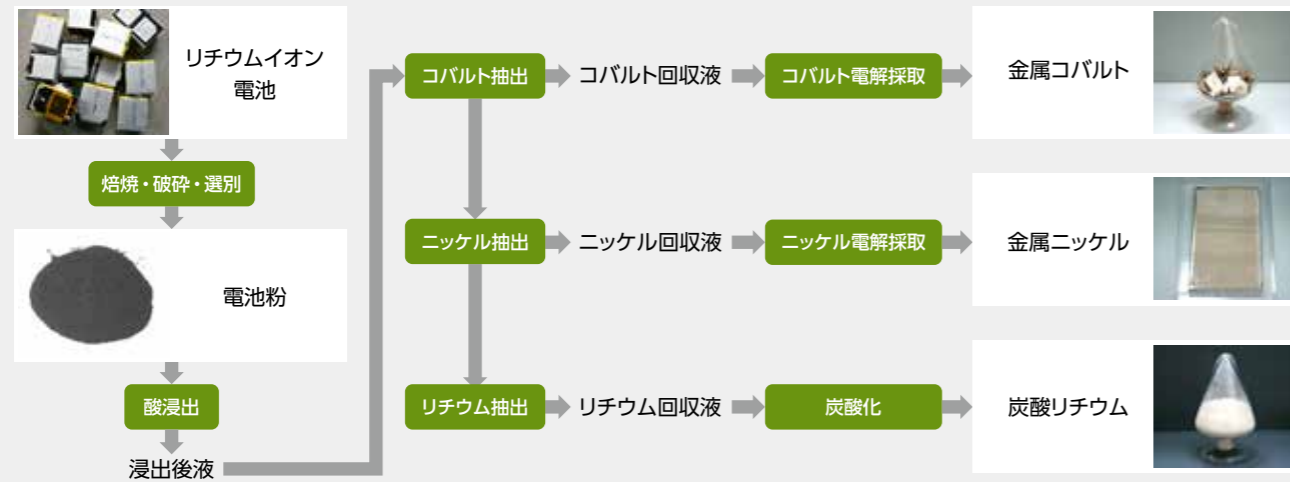 リチウムイオン
電池
焙焼・破砕・選別
電池粉
酸浸出
浸出後液
コバルト抽出
コバルト回収液
コバルト電解採取
金属コバルト
ニッケル抽出
ニッケル回収液
ニッケル電解採取
金属ニッケル
リチウム抽出
リチウム回収液
炭酸化
炭酸リチウム